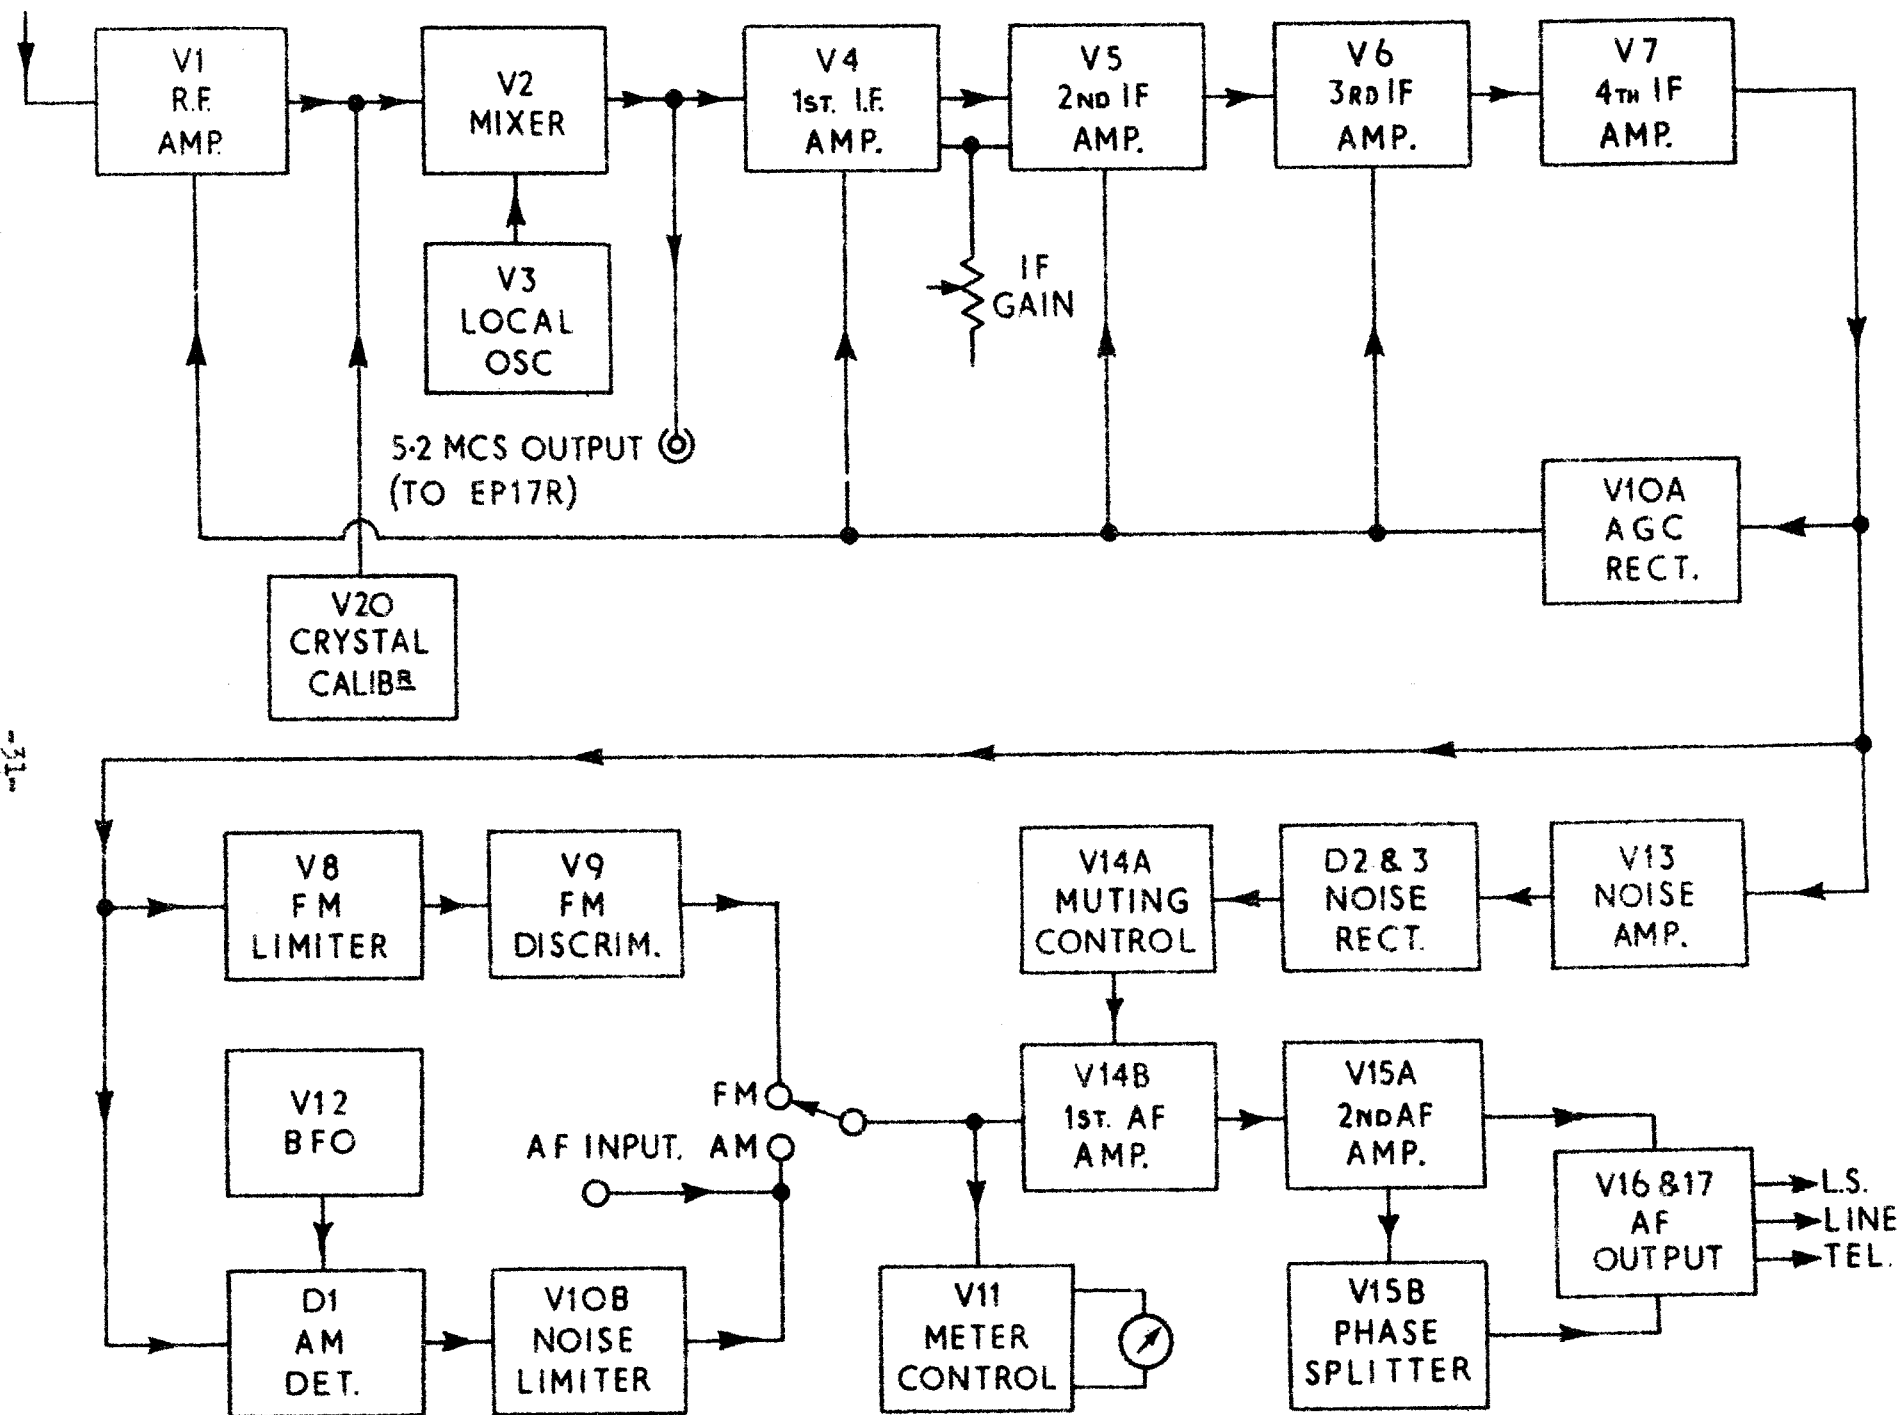 V1
R.F.
AMP.
V2
MIXER
V4
1ST. I.F.
AMP.
V5
2ND IF
AMP.
V6
3RD IF
AMP.
V7
4TH IF
AMP.
V3
LOCAL
OSC
IF
GAIN
5·2 MCS OUTPUT
(TO EP17R)
V10A
AGC
RECT.
V20
CRYSTAL
CALIBR
-31-
V8
FM
LIMITER
V9
FM
DISCRIM.
V14A
MUTING
CONTROL
D2 & 3
NOISE
RECT.
V13
NOISE
AMP.
V12
BFO
FM
AF INPUT. AM
V14B
1ST. AF
AMP.
V15A
2ND AF
AMP.
V16 & 17
AF
OUTPUT
L.S.
LINE
TEL.
D1
AM
DET.
V10B
NOISE
LIMITER
V11
METER
CONTROL
V15B
PHASE
SPLITTER